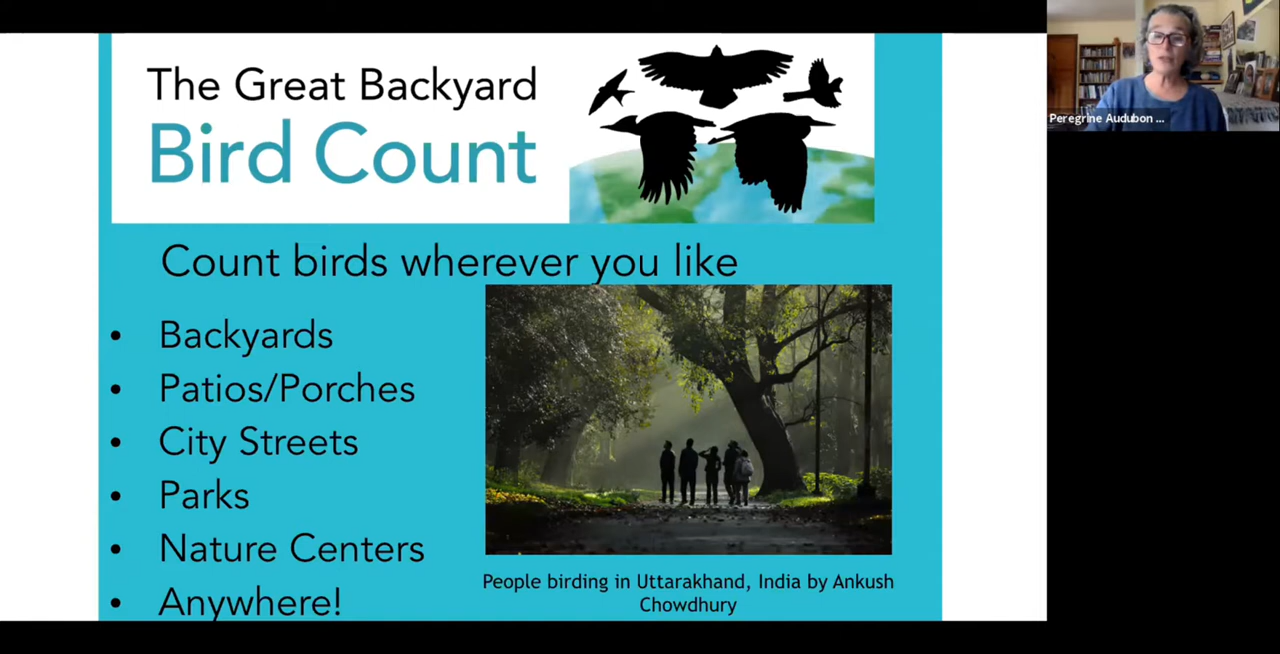 The Great Backyard
Bird Count
Count birds wherever you like
• Backyards
• Patios/Porches
• City Streets
• Parks
• Nature Centers
• Anywhere!
People birding in Uttarakhand, India by Ankush
Chowdhury
Peregrine Audubon ...